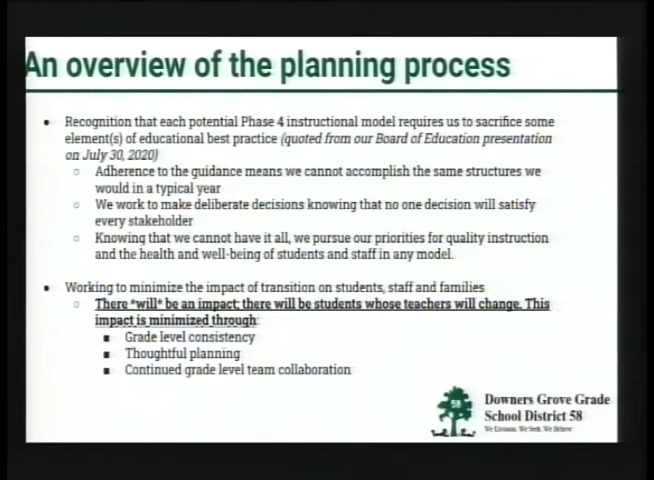 An overview of the planning process
Recognition that each potential Phase 4 instructional model requires us to sacrifice some
element(s) of educational best practice (quoted from our Board of Education presentation
on July 30, 2020)
Adherence to the guidance means we cannot accomplish the same structures we
would in a typical year
We work to make deliberate decisions knowing that no one decision will satisfy
every stakeholder
Knowing that we cannot have it all, we pursue our priorities for quality instruction
and the health and well-being of students and staff in any model.
Working to minimize the impact of transition on students, staff and families
There *will* be an impact; there will be students whose teachers will change. This
impact is minimized through:
Grade level consistency
Thoughtful planning
Continued grade level team collaboration
58
Downers Grove Grade
School District 58
We Listen. We Seek. We Believe